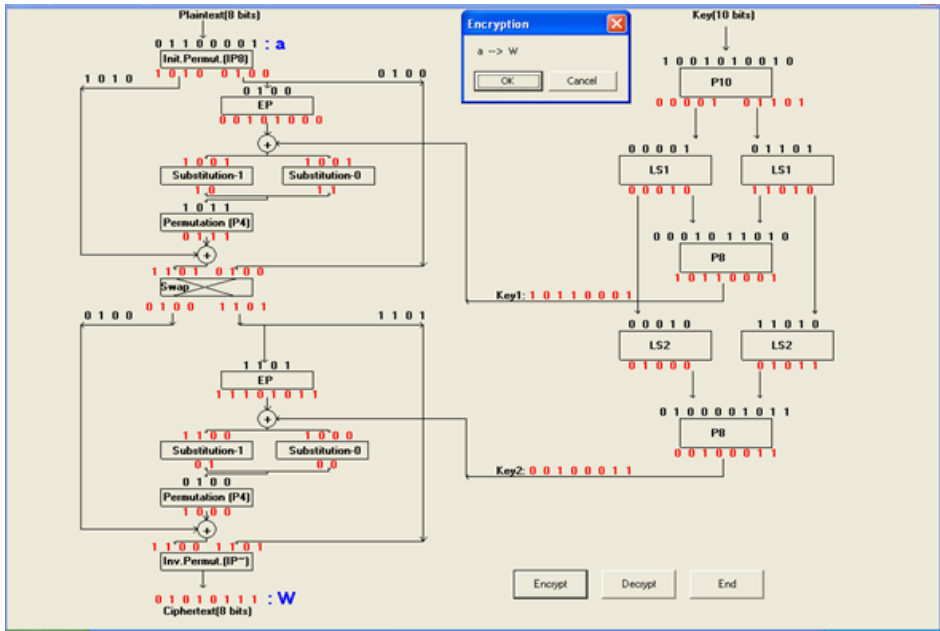 Plaintext(8 bits)
0 1 1 0 0 0 0 1 : a
Init.Permut.(IP8)
1 0 1 0 0 1 0 0
1 0 1 0
0 1 0 0
0 1 0 0
EP
0 0 1 0 1 0 0 0
+
1 0 0 1
1 0 0 1
Substitution-1
Substitution-0
1 0
1 1
1 0 1 1
Permutation (P4)
0 1 1 1
+
1 1 0 1 0 1 0 0
Swap
0 1 0 0 1 1 0 1
0 1 0 0
1 1 0 1
1 1 0 1
EP
1 1 1 0 1 0 1 1
+
1 1 0 0
1 0 0 0
Substitution-1
Substitution-0
0 1
0 0
0 1 0 0
Permutation (P4)
1 0 0 0
+
1 1 0 0 1 1 0 1
Inv.Permut.(IP~)
0 1 0 1 0 1 1 1 : W
Ciphertext(8 bits)
Encryption
a --> W
OK
Cancel
Key(10 bits)
1 0 0 1 0 1 0 0 1 0
P10
0 0 0 0 1 0 1 1 0 1
0 0 0 0 1
0 1 1 0 1
LS1
LS1
0 0 0 1 0
1 1 0 1 0
0 0 0 1 0 1 1 0 1 0
P8
1 0 1 1 0 0 0 1
Key1: 1 0 1 1 0 0 0 1
0 0 0 1 0
1 1 0 1 0
LS2
LS2
0 1 0 0 0
0 1 0 1 1
0 1 0 0 0 0 1 0 1 1
P8
0 0 1 0 0 0 1 1
Key2: 0 0 1 0 0 0 1 1
Encrypt
Decrypt
End